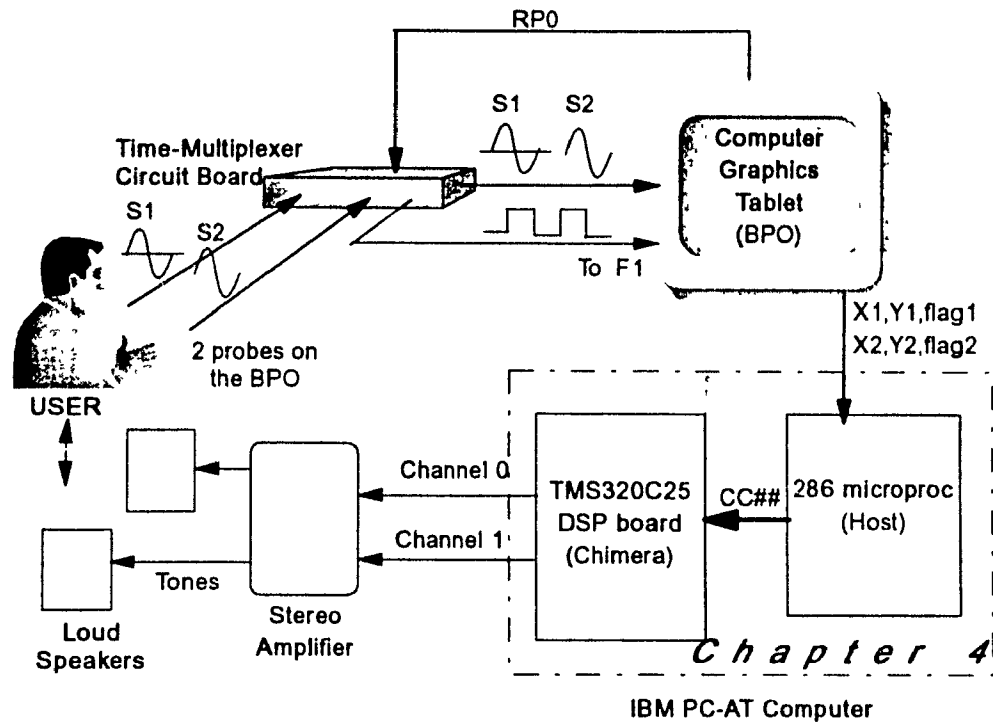 RP0
S1 S2
Computer
Graphics
Tablet
(BPO)
Time-Multiplexer
Circuit Board
S1
S2
To F1
2 probes on
the BPO
X1,Y1,flag1
X2,Y2,flag2
USER
Channel 0
Channel 1
TMS320C25
DSP board
(Chimera)
CC##
286 microproc
(Host)
Tones
Loud
Speakers
Stereo
Amplifier
Chapter 4
IBM PC-AT Computer